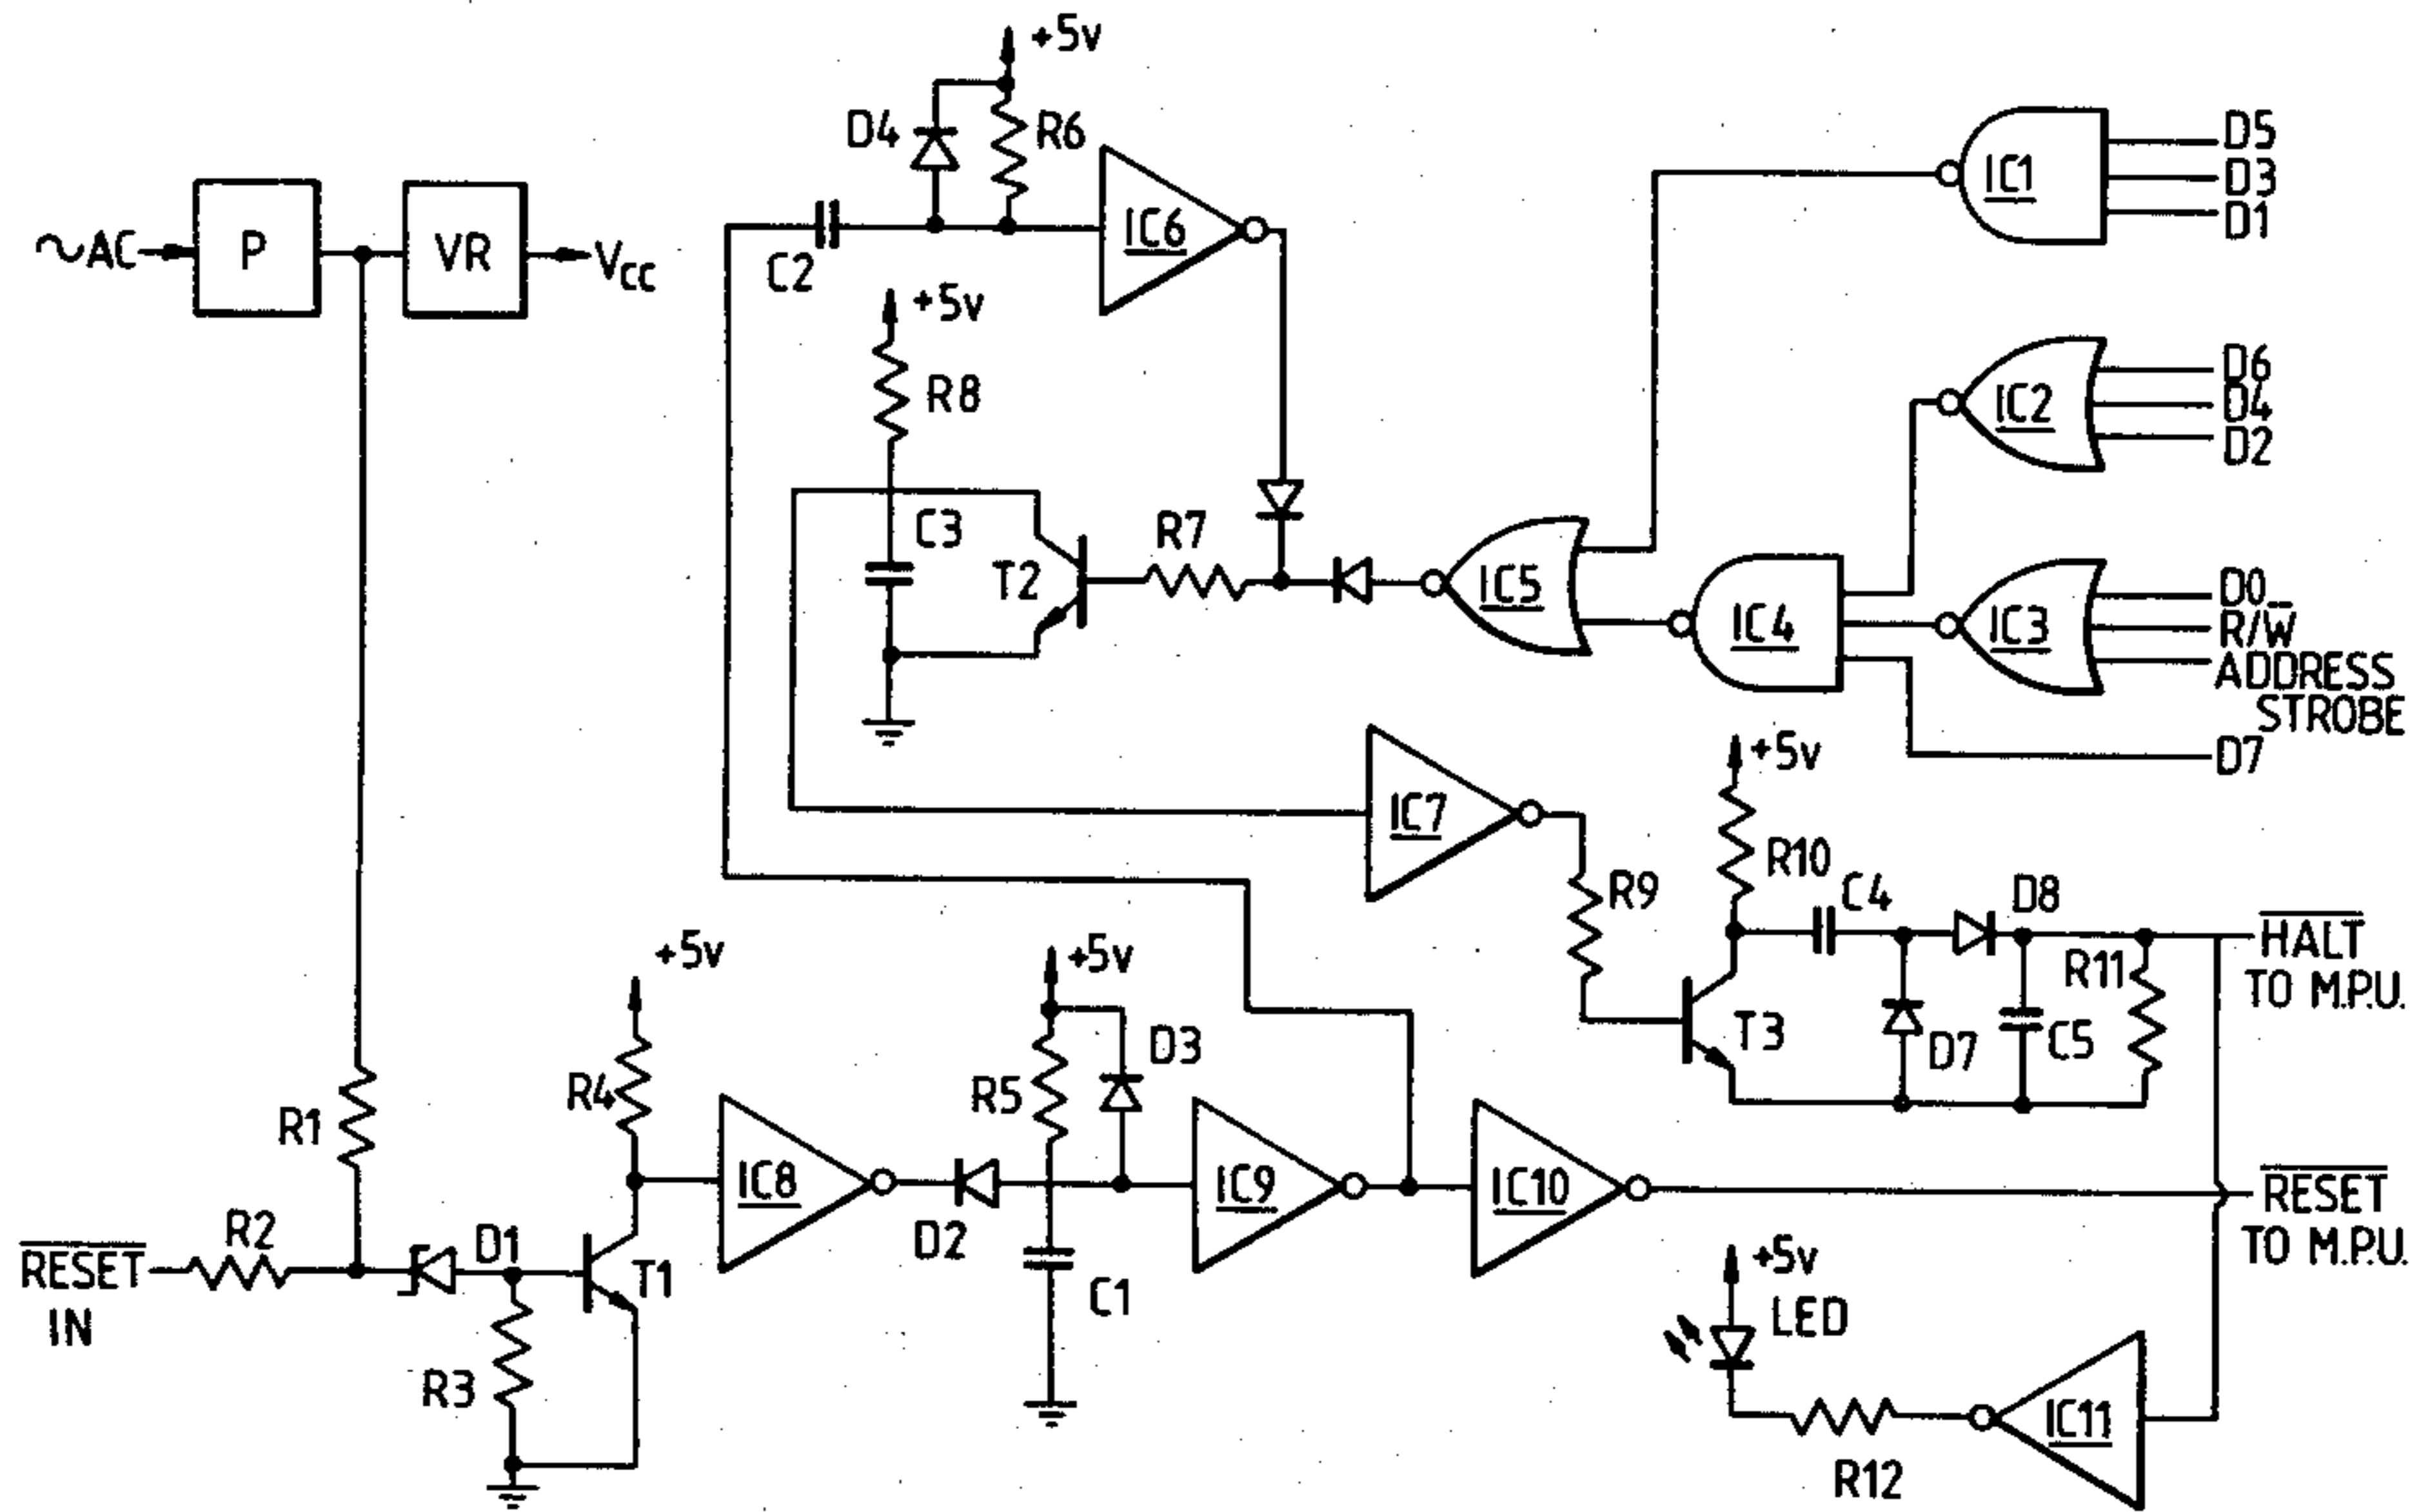 +5v
D4
R6
IC6
IC1
D5
D3
D1
~AC
P
VR
VCC
C2
+5v
R8
C3
T2
R7
IC5
IC2
D6
D4
D2
IC4
IC3
D0
R/W̅
ADDRESS
STROBE
D7
IC7
+5v
R10
R9
C4
D8
R11
HALT
TO M.P.U.
T3
D7
C5
+5v
R4
+5v
R5
D3
R1
IC8
D2
C1
IC9
IC10
RESET
TO M.P.U.
R2
RESET
IN
D1
T1
R3
+5v
LED
R12
IC11